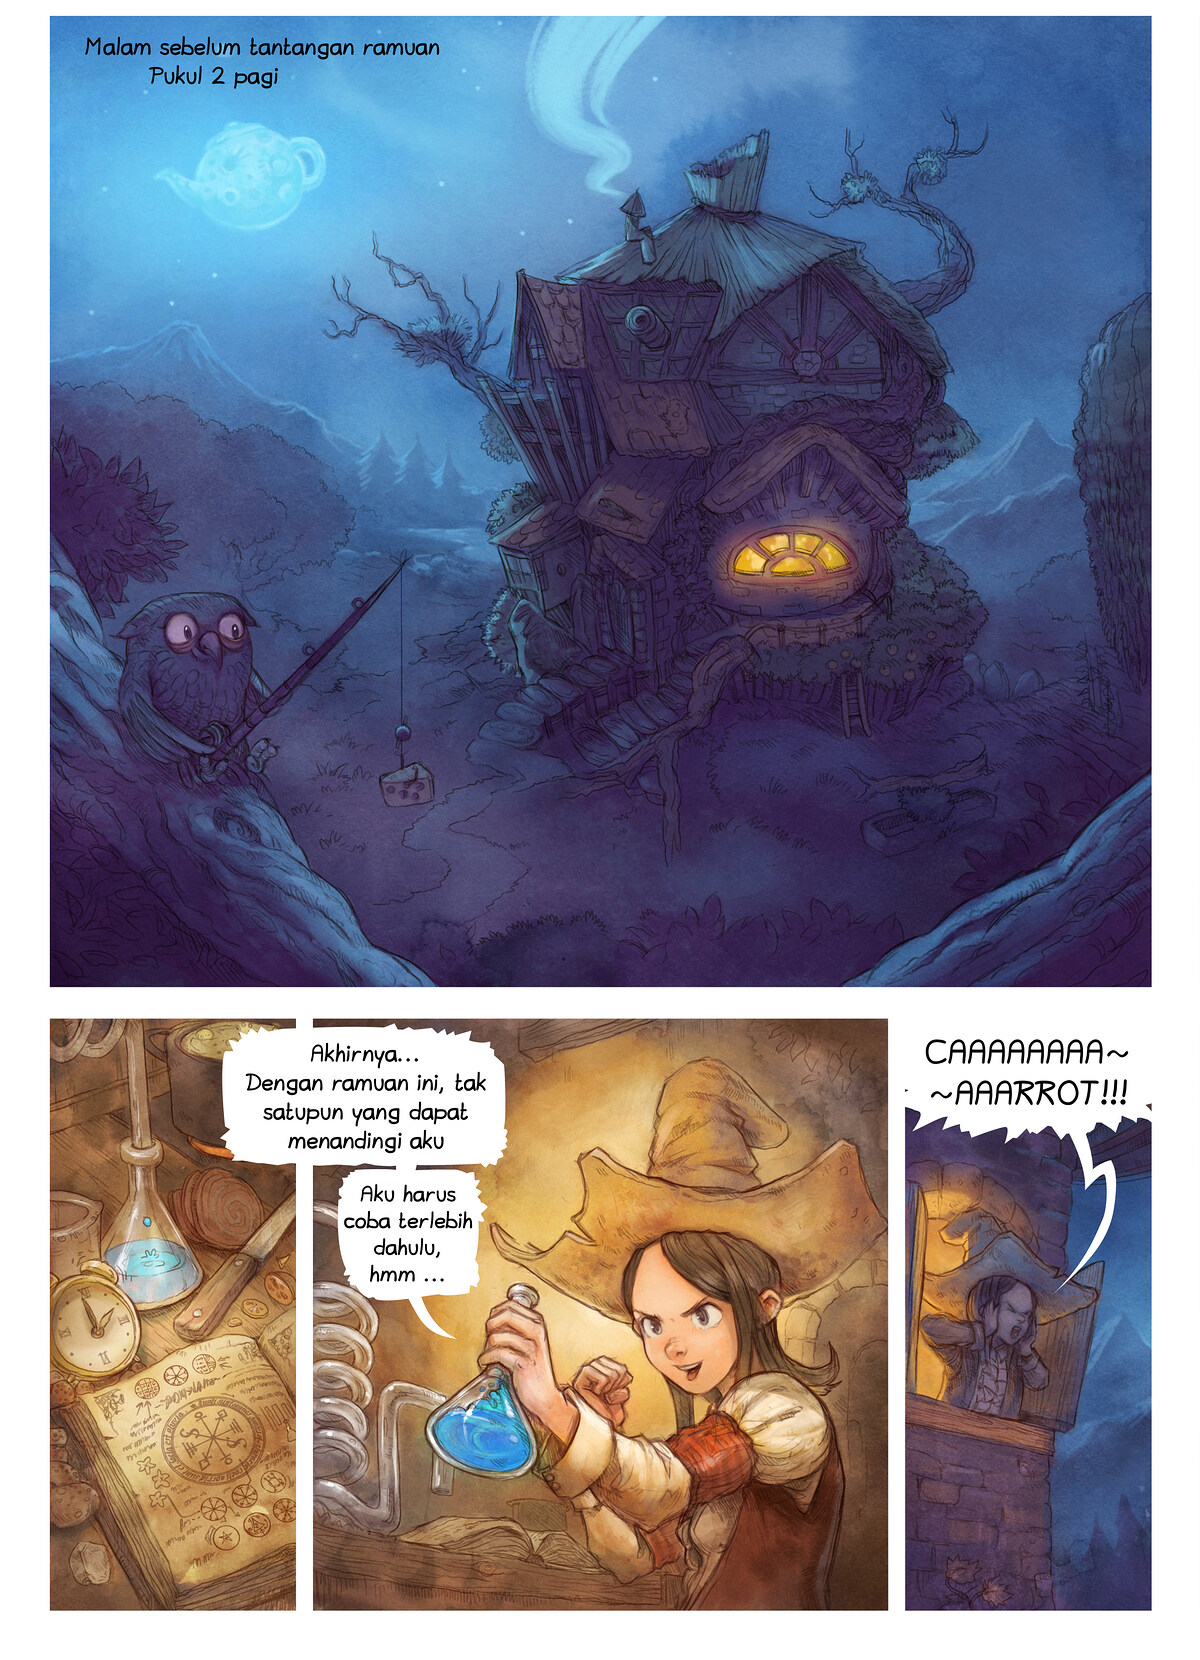 Malam sebelum tantangan ramuan
Pukul 2 pagi
Akhirnya...
Dengan ramuan ini, tak
satupun yang dapat
menandingi aku
Aku harus
coba terlebih
dahulu,
hmm ...
CAAAAAAAA~
~AAARROT!!!